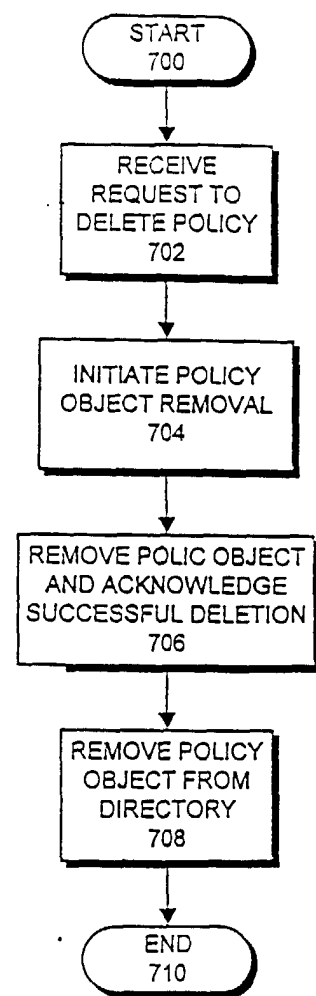 START
700
RECEIVE
REQUEST TO
DELETE POLICY
702
INITIATE POLICY
OBJECT REMOVAL
704
REMOVE POLIC OBJECT
AND ACKNOWLEDGE
SUCCESSFUL DELETION
706
REMOVE POLICY
OBJECT FROM
DIRECTORY
708
END
710